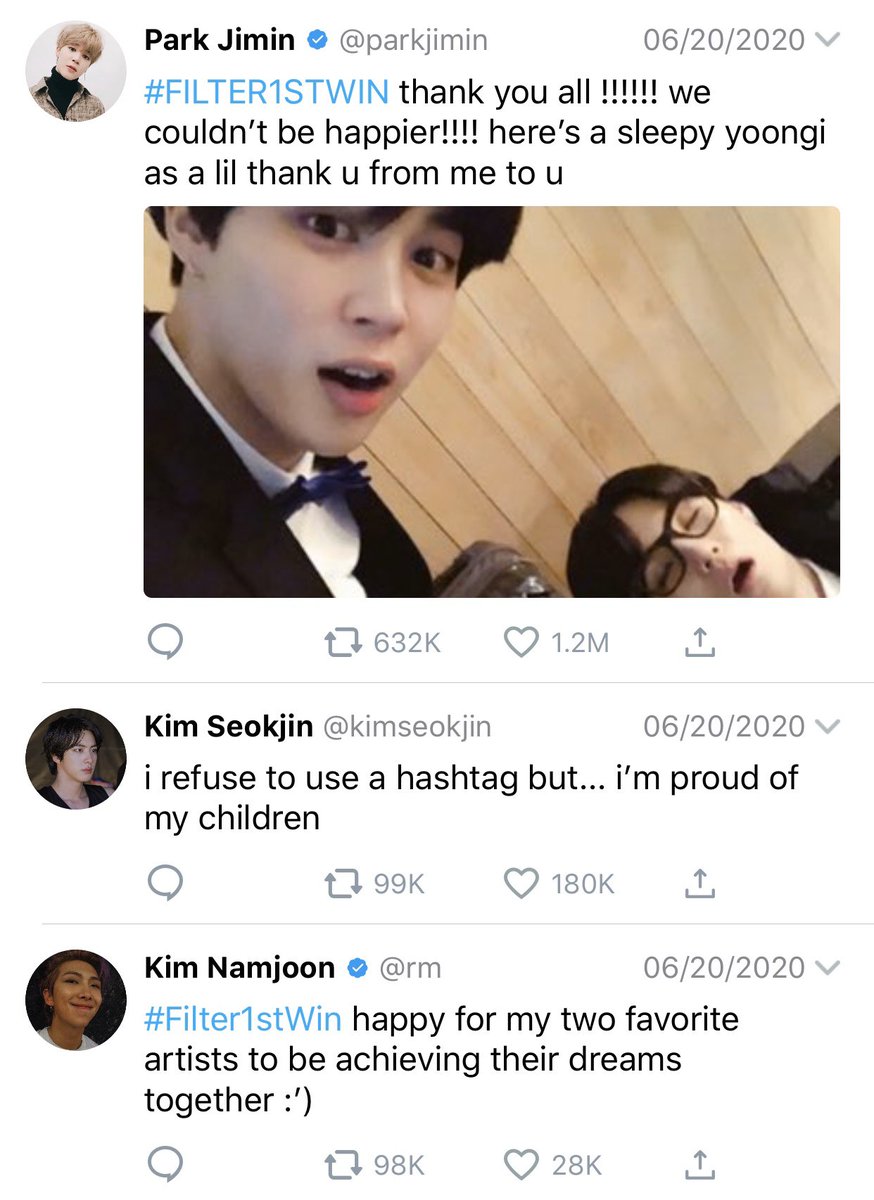 Park Jimin @parkjimin 06/20/2020
#FILTER1STWIN thank you all !!!!!! we
couldn’t be happier!!!! here’s a sleepy yoongi
as a lil thank u from me to u
632K 1.2M
Kim Seokjin @kimseokjin 06/20/2020
i refuse to use a hashtag but... i’m proud of
my children
99K 180K
Kim Namjoon @rm 06/20/2020
#Filter1stWin happy for my two favorite
artists to be achieving their dreams
together :’)
98K 28K